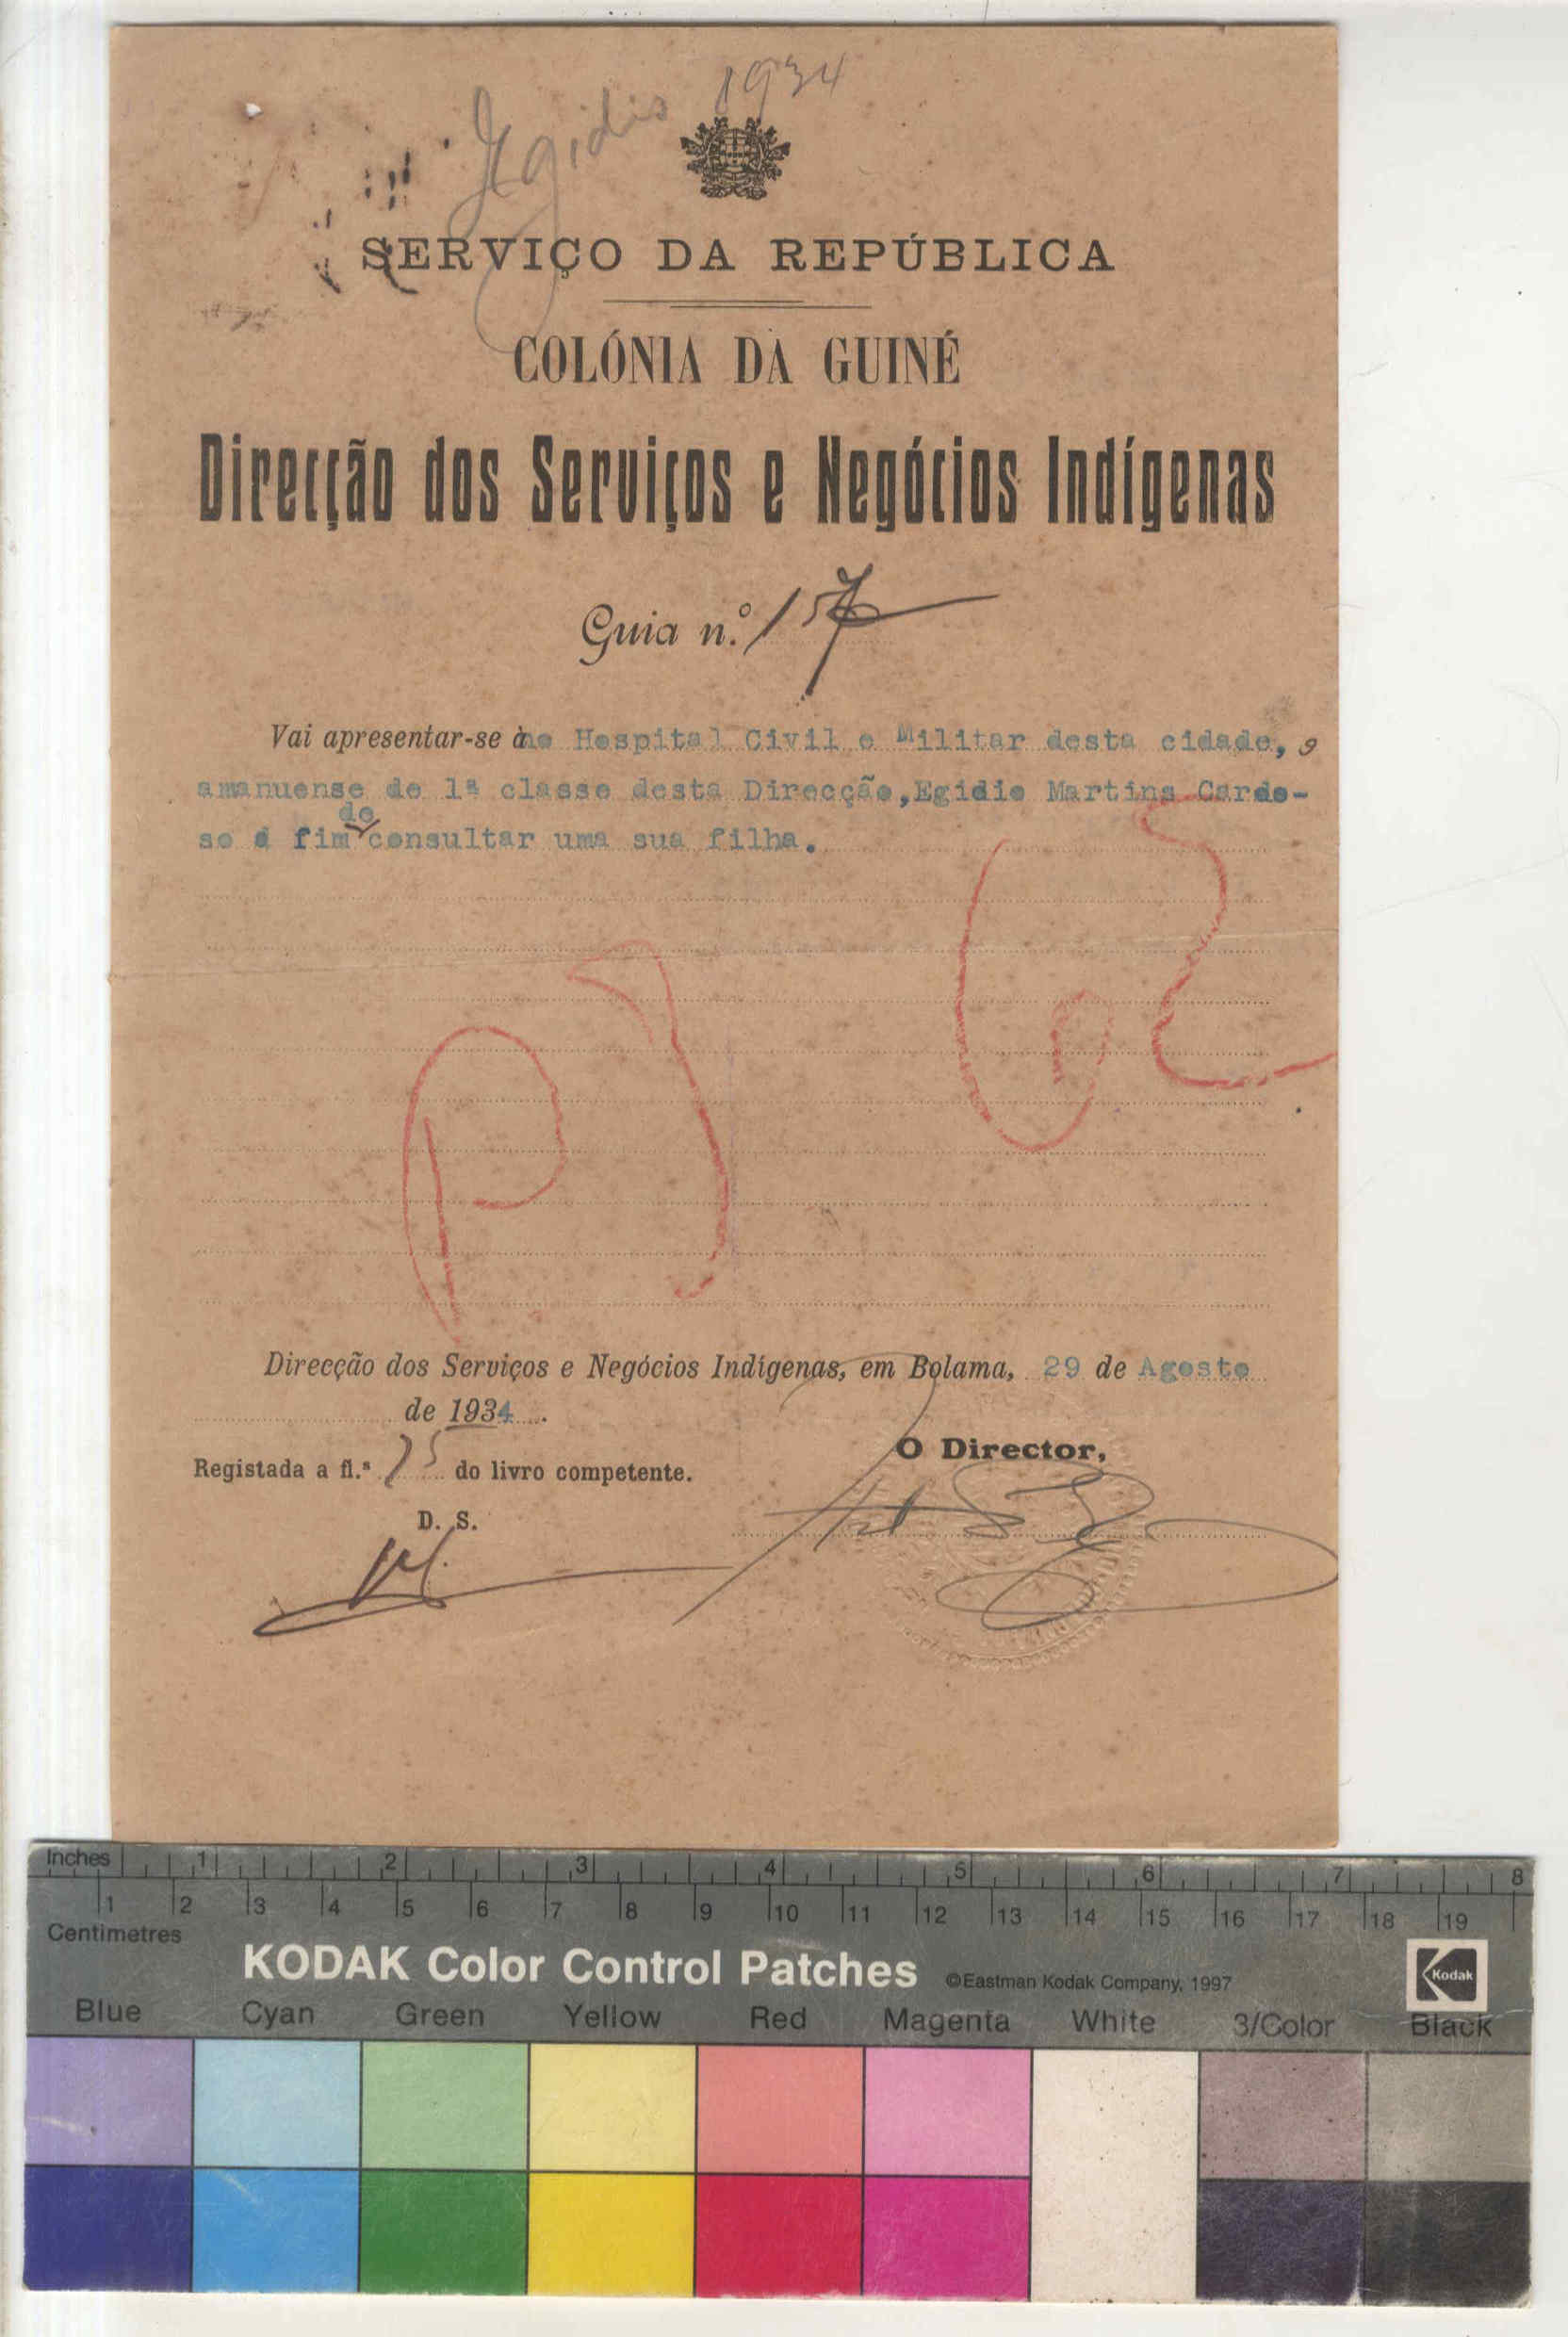 Egidio 1934
SERVIÇO DA REPÚBLICA
COLÓNIA DA GUINÉ
Direcção dos Serviços e Negócios Indígenas
Guia n.º 157
Vai apresentar-se ao Hospital Civil e Militar desta cidade, o
amanuense de 1ª classe desta Direcção,Egidio Martins Cardo-
so a fim de consultar uma sua filha.
Direcção dos Serviços e Negócios Indígenas, em Bolama, 29 de Agosto
de 1934.
Registada a fl.ˢ 75 do livro competente.
O Director,
D. S.
Inches 1 2 3 4 5 6 7 8
1 2 3 4 5 6 7 8 9 10 11 12 13 14 15 16 17 18 19
Centimetres
KODAK Color Control Patches ©Eastman Kodak Company, 1997 Kodak
Blue Cyan Green Yellow Red Magenta White 3/Color Black